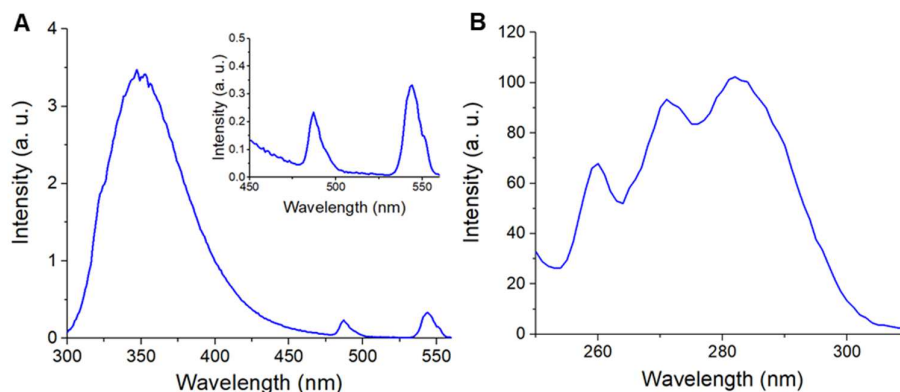 A
Intensity (a. u.)
4
3
2
1
0
300 350 400 450 500 550
Wavelength (nm)
Intensity (a. u.)
0.5
0.4
0.3
0.2
0.1
0.0
450 500 550
Wavelength (nm)
B
Intensity (a. u.)
120
100
80
60
40
20
0
260 280 300
Wavelength (nm)